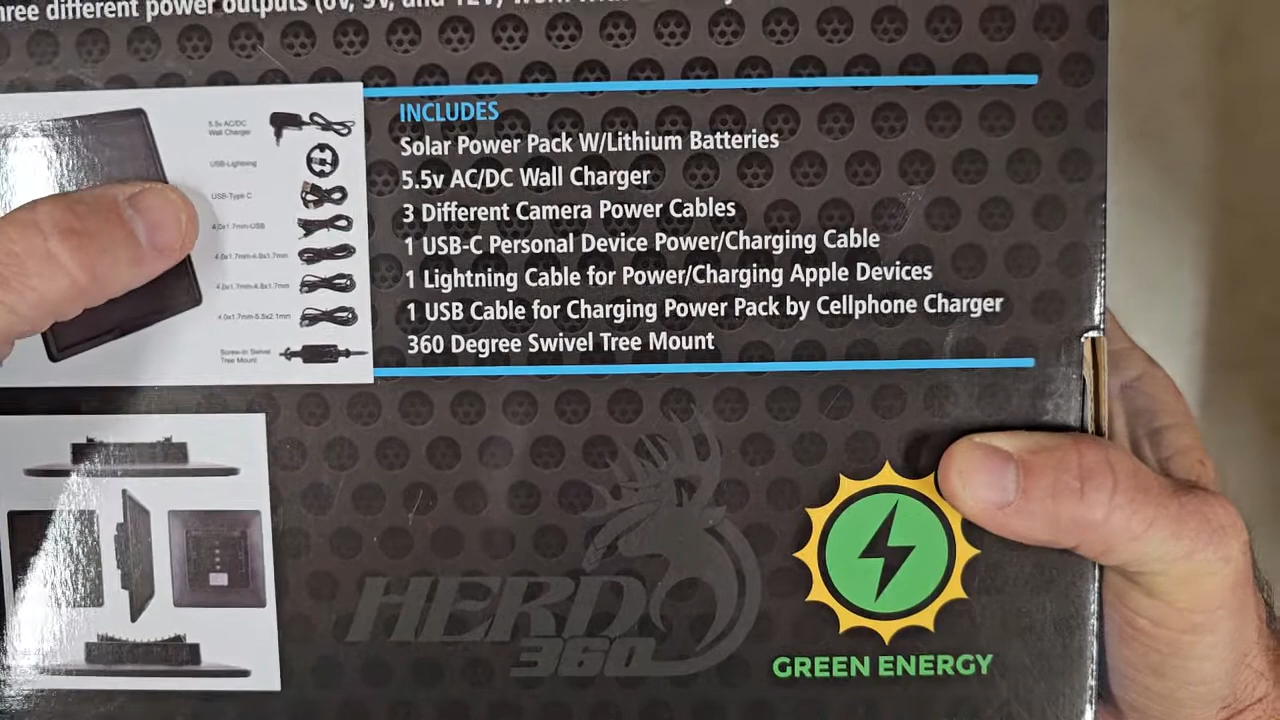 three different power outputs (6v, 9v, and 12v) work
INCLUDES
Solar Power Pack W/Lithium Batteries
5.5v AC/DC Wall Charger
3 Different Camera Power Cables
1 USB-C Personal Device Power/Charging Cable
1 Lightning Cable for Power/Charging Apple Devices
1 USB Cable for Charging Power Pack by Cellphone Charger
360 Degree Swivel Tree Mount
5.5v AC/DC
Wall Charger
USB-Lightning
USB-Type C
4.0x1.7mm-USB
4.0x1.7mm-4.0x1.7mm
4.0x1.7mm-4.8x1.7mm
4.0x1.7mm-5.5x2.1mm
Screw-in Swivel
Tree Mount
HERD
360
GREEN ENERGY